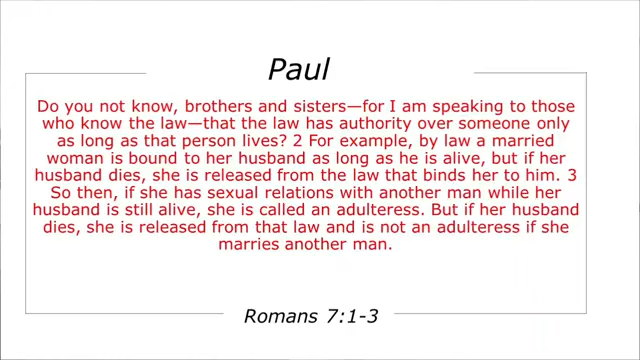 Paul
Do you not know, brothers and sisters—for I am speaking to those
who know the law—that the law has authority over someone only
as long as that person lives? 2 For example, by law a married
woman is bound to her husband as long as he is alive, but if her
husband dies, she is released from the law that binds her to him. 3
So then, if she has sexual relations with another man while her
husband is still alive, she is called an adulteress. But if her husband
dies, she is released from that law and is not an adulteress if she
marries another man.
Romans 7:1-3